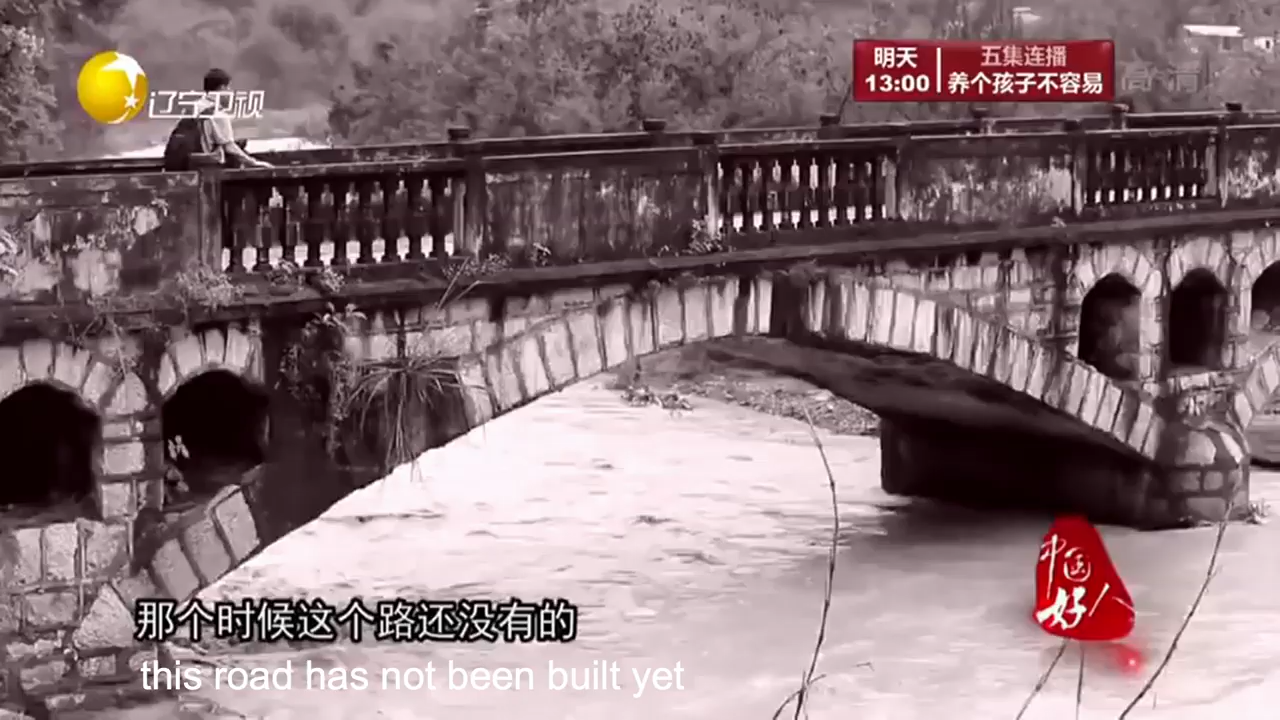 辽宁卫视
明天
13:00
五集连播
养个孩子不容易
高清
中国
好人
那个时候这个路还没有的
this road has not been built yet